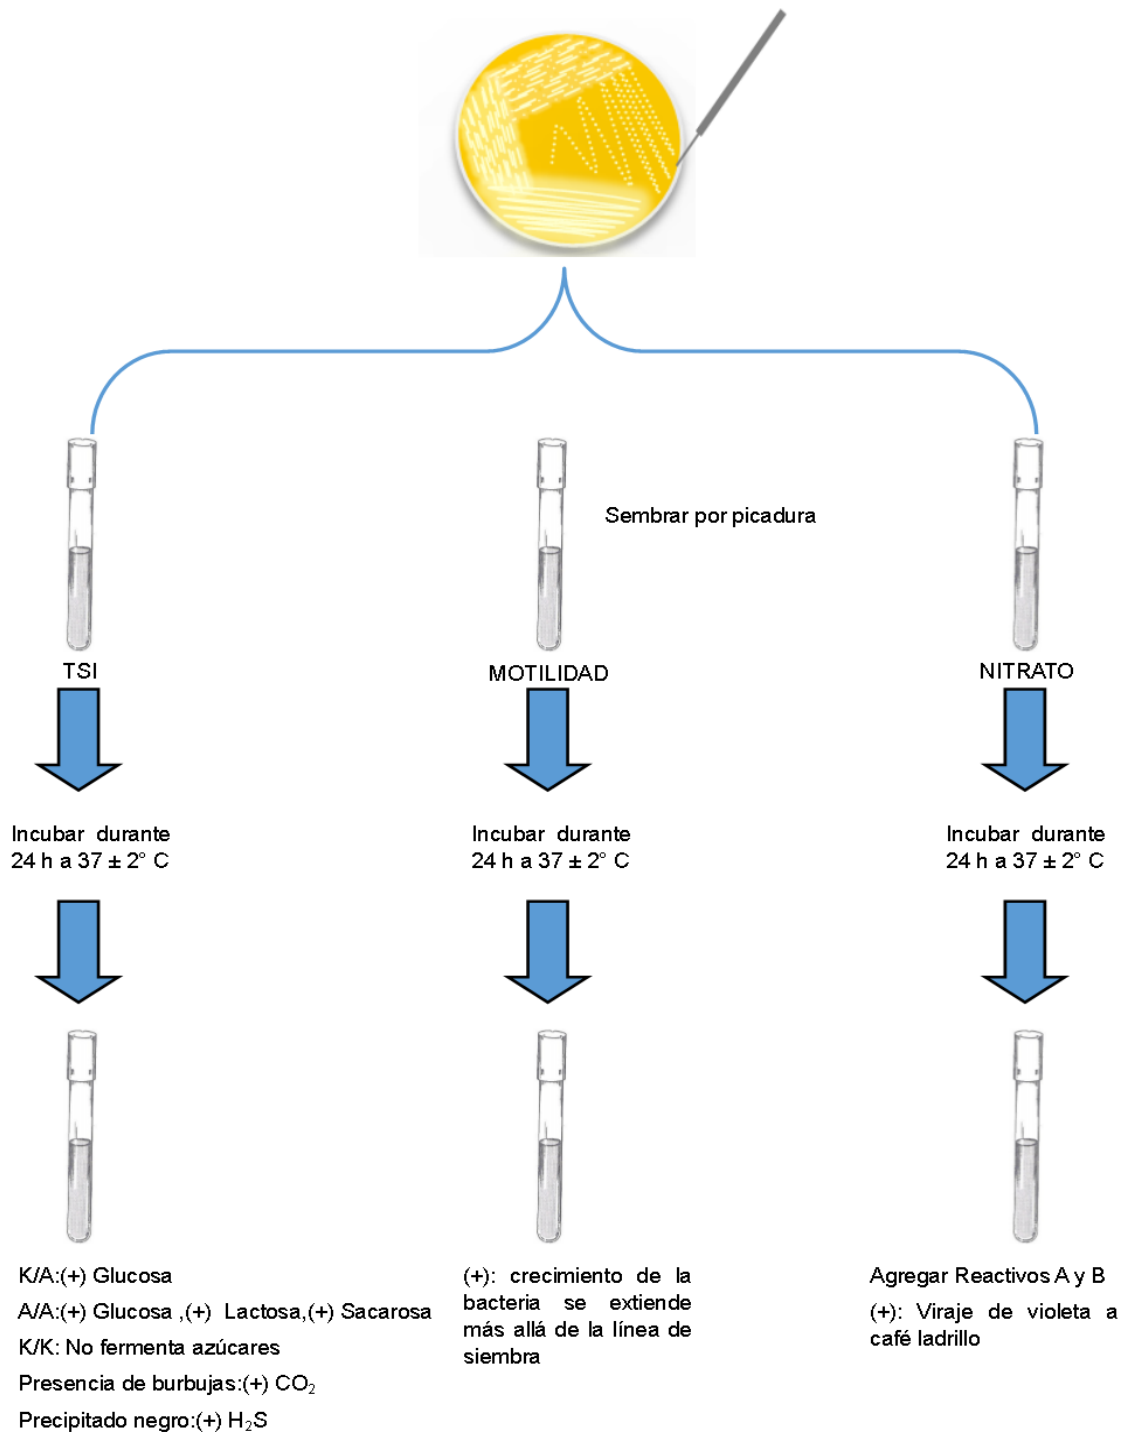 Sembrar por picadura
TSI
MOTILIDAD
NITRATO
Incubar durante
24 h a 37 ± 2° C
Incubar durante
24 h a 37 ± 2° C
Incubar durante
24 h a 37 ± 2° C
K/A:(+) Glucosa
A/A:(+) Glucosa ,(+) Lactosa,(+) Sacarosa
K/K: No fermenta azúcares
Presencia de burbujas:(+) CO₂
Precipitado negro:(+) H₂S
(+): crecimiento de la
bacteria se extiende
más allá de la línea de
siembra
Agregar Reactivos A y B
(+): Viraje de violeta a
café ladrillo